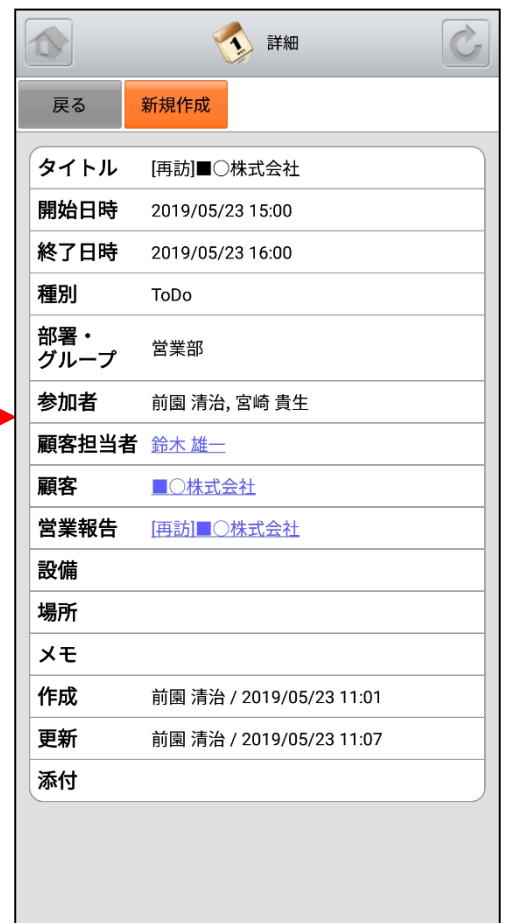 詳細
戻る 新規作成
タイトル [再訪]■○株式会社
開始日時 2019/05/23 15:00
終了日時 2019/05/23 16:00
種別 ToDo
部署・
グループ 営業部
参加者 前園 清治, 宮崎 貴生
顧客担当者 鈴木 雄一
顧客 ■○株式会社
営業報告 [再訪]■○株式会社
設備
場所
メモ
作成 前園 清治 / 2019/05/23 11:01
更新 前園 清治 / 2019/05/23 11:07
添付